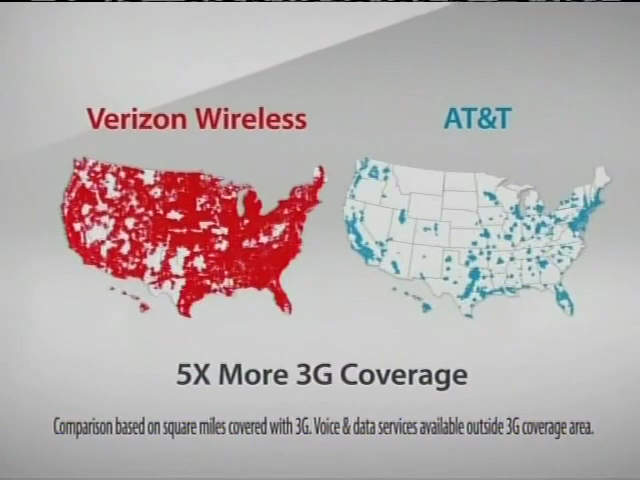 Verizon Wireless
AT&T
5X More 3G Coverage
Comparison based on square miles covered with 3G. Voice & data services available outside 3G coverage area.